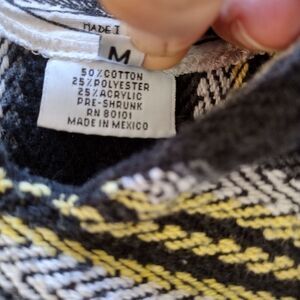 MADE I
M
50%COTTON
25%POLYESTER
25%ACRYLIC
PRE-SHRUNK
RN 80101
MADE IN MEXICO